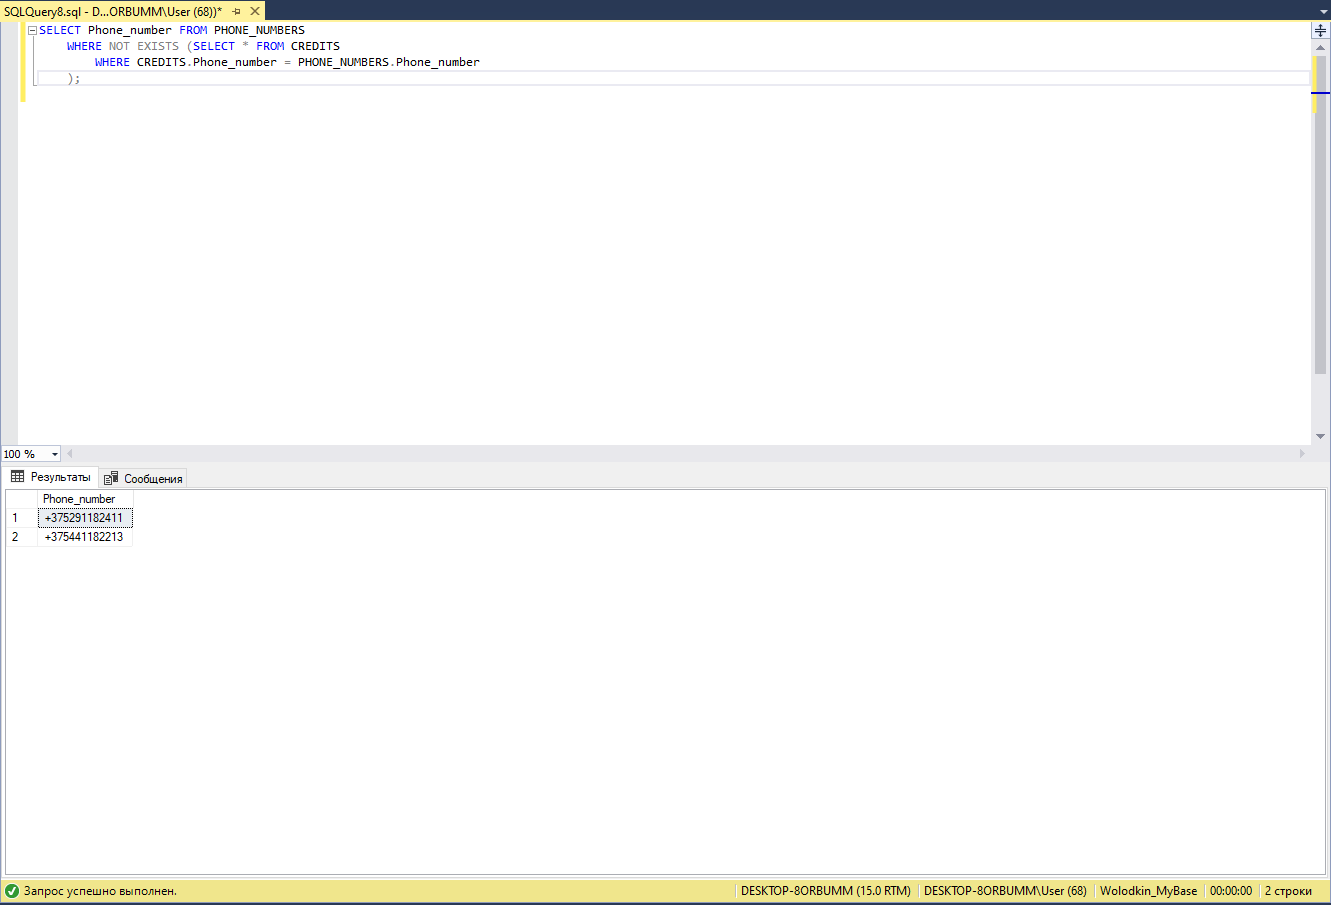 SQLQuery8.sql - D...ORBUMM\User (68))*
SELECT Phone_number FROM PHONE_NUMBERS
WHERE NOT EXISTS (SELECT * FROM CREDITS
WHERE CREDITS.Phone_number = PHONE_NUMBERS.Phone_number
);
100 %
Результаты Сообщения
Phone_number
1 +375291182411
2 +375441182213
Запрос успешно выполнен. DESKTOP-8ORBUMM (15.0 RTM) DESKTOP-8ORBUMM\User (68) Wolodkin_MyBase 00:00:00 2 строки